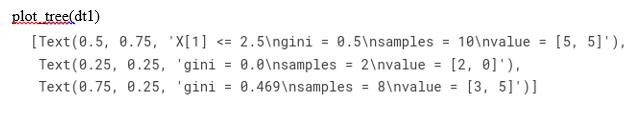 plot_tree(dt1)
[Text(0.5, 0.75, 'X[1] <= 2.5\ngini = 0.5\nsamples = 10\nvalue = [5, 5]'),
Text(0.25, 0.25, 'gini = 0.0\nsamples = 2\nvalue = [2, 0]'),
Text(0.75, 0.25, 'gini = 0.469\nsamples = 8\nvalue = [3, 5]')]